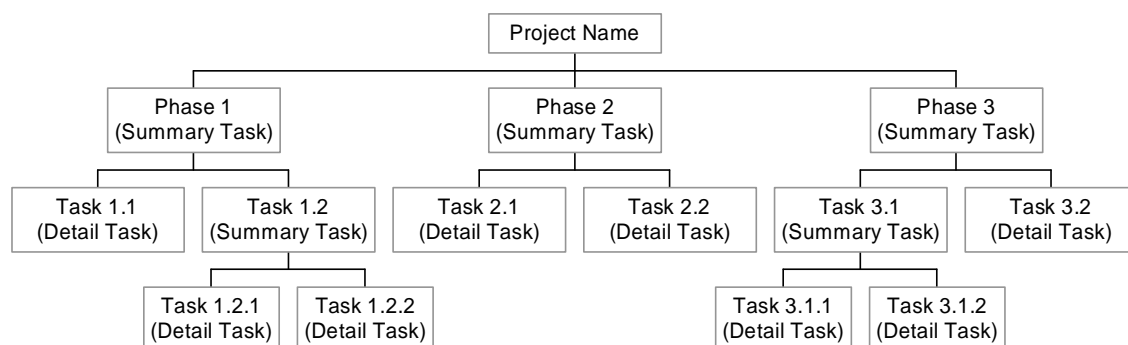 Project Name
Phase 1
(Summary Task)
Phase 2
(Summary Task)
Phase 3
(Summary Task)
Task 1.1
(Detail Task)
Task 1.2
(Summary Task)
Task 2.1
(Detail Task)
Task 2.2
(Detail Task)
Task 3.1
(Summary Task)
Task 3.2
(Detail Task)
Task 1.2.1
(Detail Task)
Task 1.2.2
(Detail Task)
Task 3.1.1
(Detail Task)
Task 3.1.2
(Detail Task)